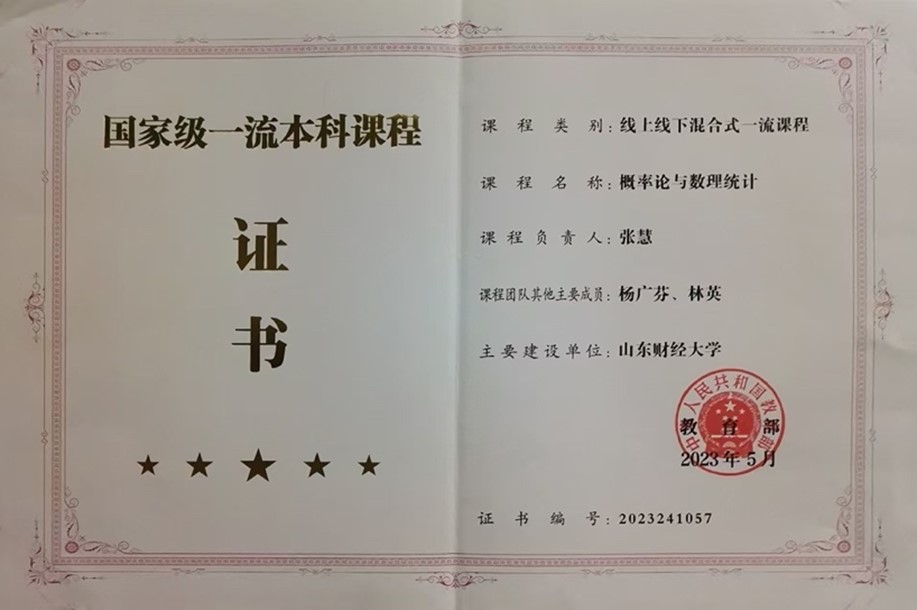 国家级一流本科课程
证
书
课程类别：线上线下混合式一流课程
课程名称：概率论与数理统计
课程负责人：张慧
课程团队其他主要成员：杨广芬、林英
主要建设单位：山东财经大学
中华人民共和国教育部
教育部
2023年5月
证书编号：2023241057